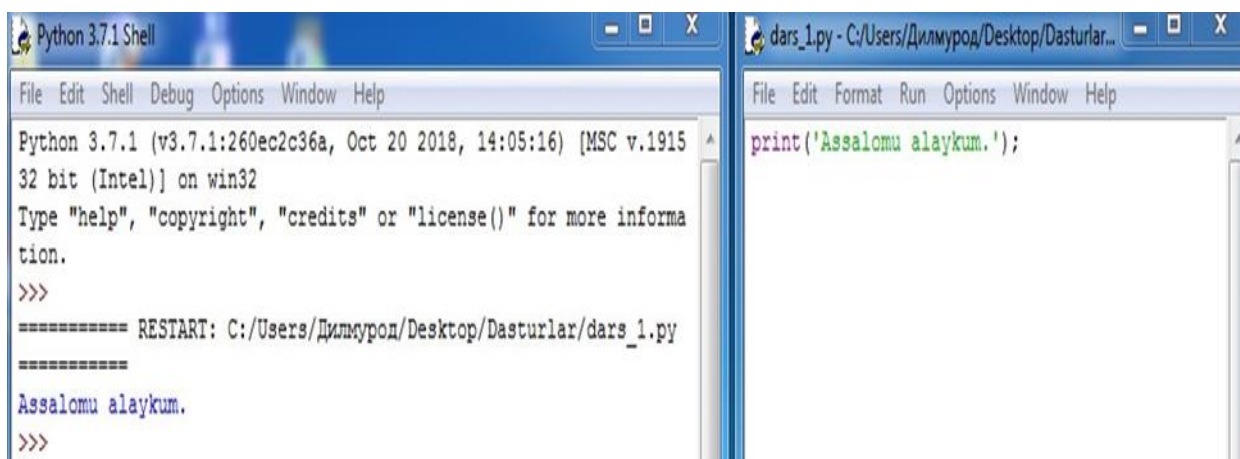 Python 3.7.1 Shell
File Edit Shell Debug Options Window Help
Python 3.7.1 (v3.7.1:260ec2c36a, Oct 20 2018, 14:05:16) [MSC v.1915
32 bit (Intel)] on win32
Type "help", "copyright", "credits" or "license()" for more informa
tion.
>>>
=========== RESTART: C:/Users/Дилмурод/Desktop/Dasturlar/dars_1.py
===========
Assalomu alaykum.
>>>
dars_1.py - C:/Users/Дилмурод/Desktop/Dasturlar...
File Edit Format Run Options Window Help
print('Assalomu alaykum.');